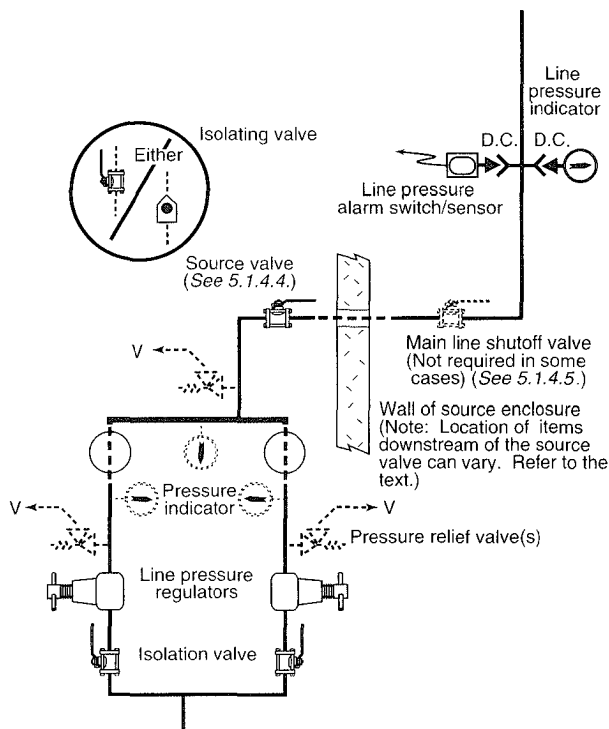 Line
pressure
indicator
D.C. D.C.
Isolating valve
Either
Line pressure
alarm switch/sensor
Source valve
(See 5.1.4.4.)
V
Main line shutoff valve
(Not required in some
cases) (See 5.1.4.5.)
Wall of source enclosure
(Note: Location of items
downstream of the source
valve can vary. Refer to the
text.)
Pressure
indicator
V
V
Pressure relief valve(s)
Line pressure
regulators
Isolation valve